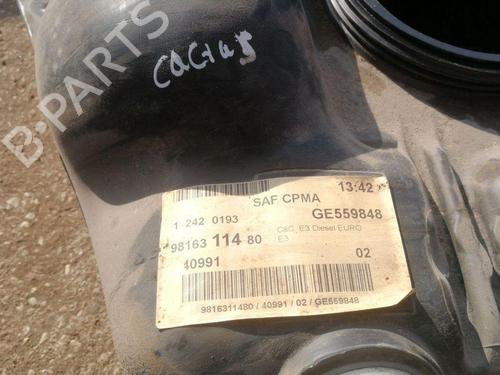 B-PARTS
CaCtus
SAF CPMA 13:42
1 242 0193 GE559848
98163 114 80 C&C, E3 Diesel EURO
E3
40991 02
9816311480 / 40991 / 02 / GE559848